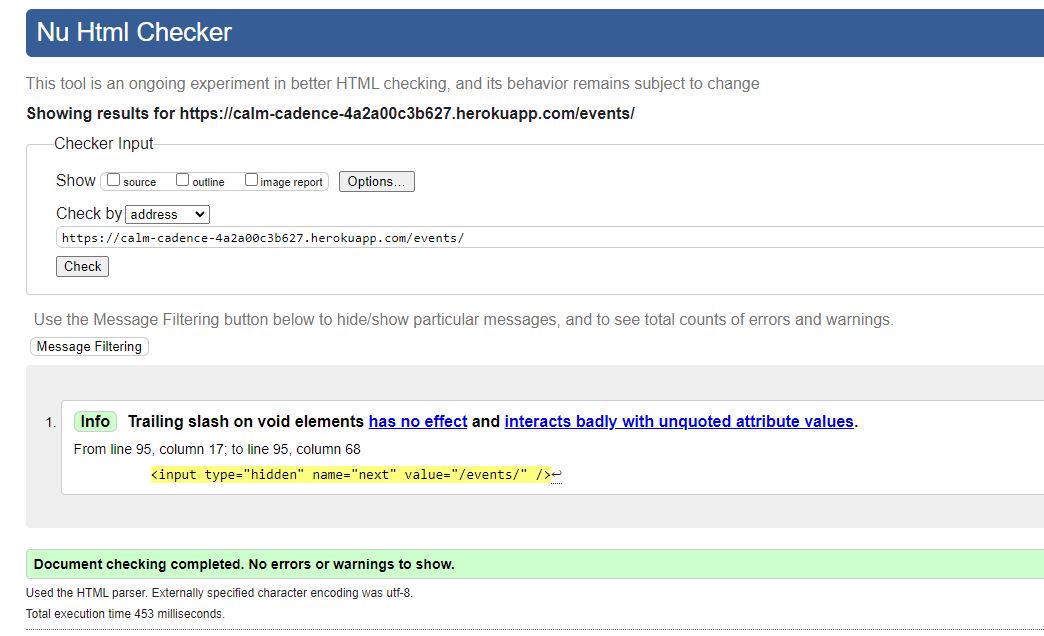 Nu Html Checker
This tool is an ongoing experiment in better HTML checking, and its behavior remains subject to change
Showing results for https://calm-cadence-4a2a00c3b627.herokuapp.com/events/
Checker Input
Show source outline image report Options...
Check by address
https://calm-cadence-4a2a00c3b627.herokuapp.com/events/
Check
Use the Message Filtering button below to hide/show particular messages, and to see total counts of errors and warnings.
Message Filtering
1. Info Trailing slash on void elements has no effect and interacts badly with unquoted attribute values.
From line 95, column 17; to line 95, column 68
<input type="hidden" name="next" value="/events/" />↩
Document checking completed. No errors or warnings to show.
Used the HTML parser. Externally specified character encoding was utf-8.
Total execution time 453 milliseconds.